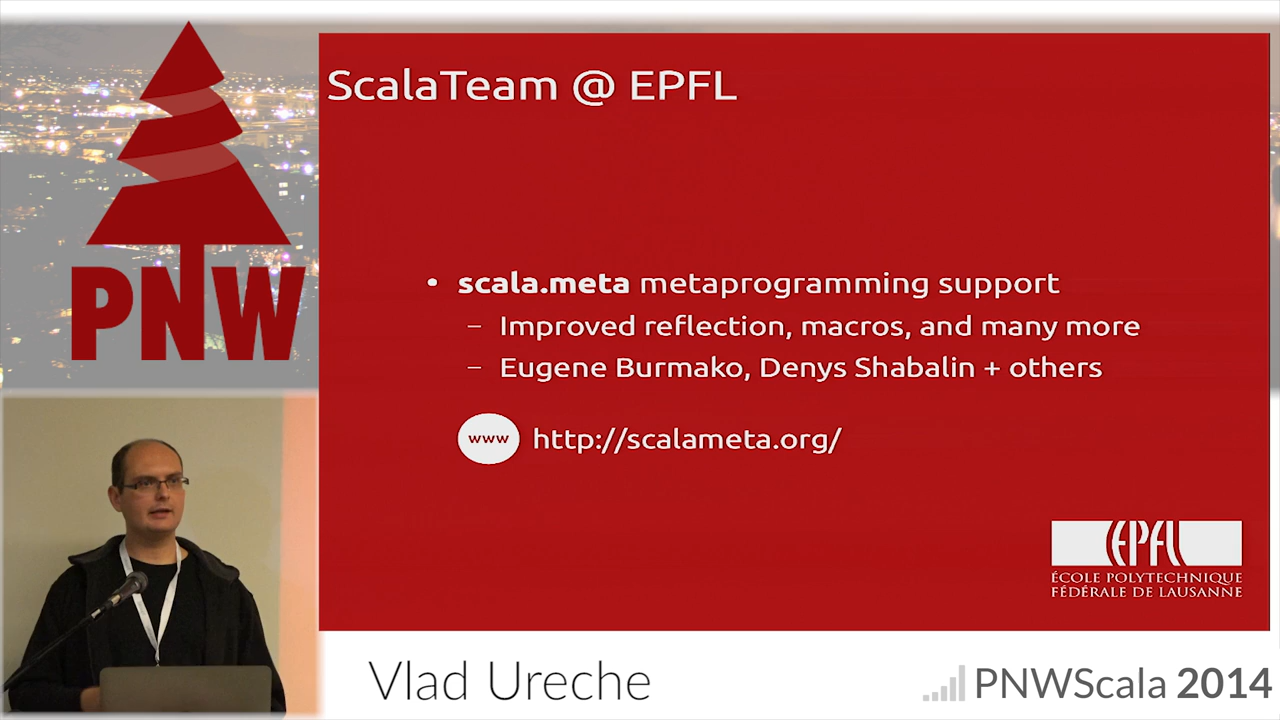 PNW
ScalaTeam @ EPFL
• scala.meta metaprogramming support
– Improved reflection, macros, and many more
– Eugene Burmako, Denys Shabalin + others
www http://scalameta.org/
EPFL
ÉCOLE POLYTECHNIQUE
FÉDÉRALE DE LAUSANNE
Vlad Ureche
PNWScala 2014